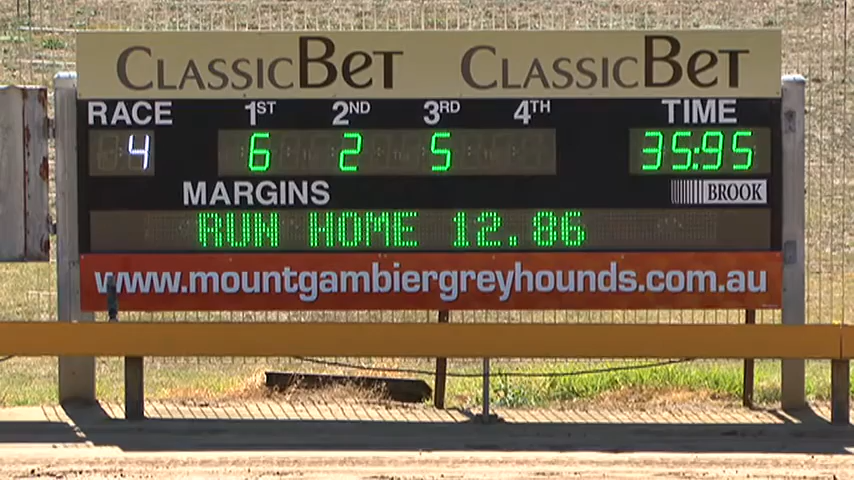 CLASSICBET CLASSICBET
RACE 1ST 2ND 3RD 4TH TIME
4 6 2 5 35:95
MARGINS BROOK
RUN HOME 12.86
www.mountgambiergreyhounds.com.au